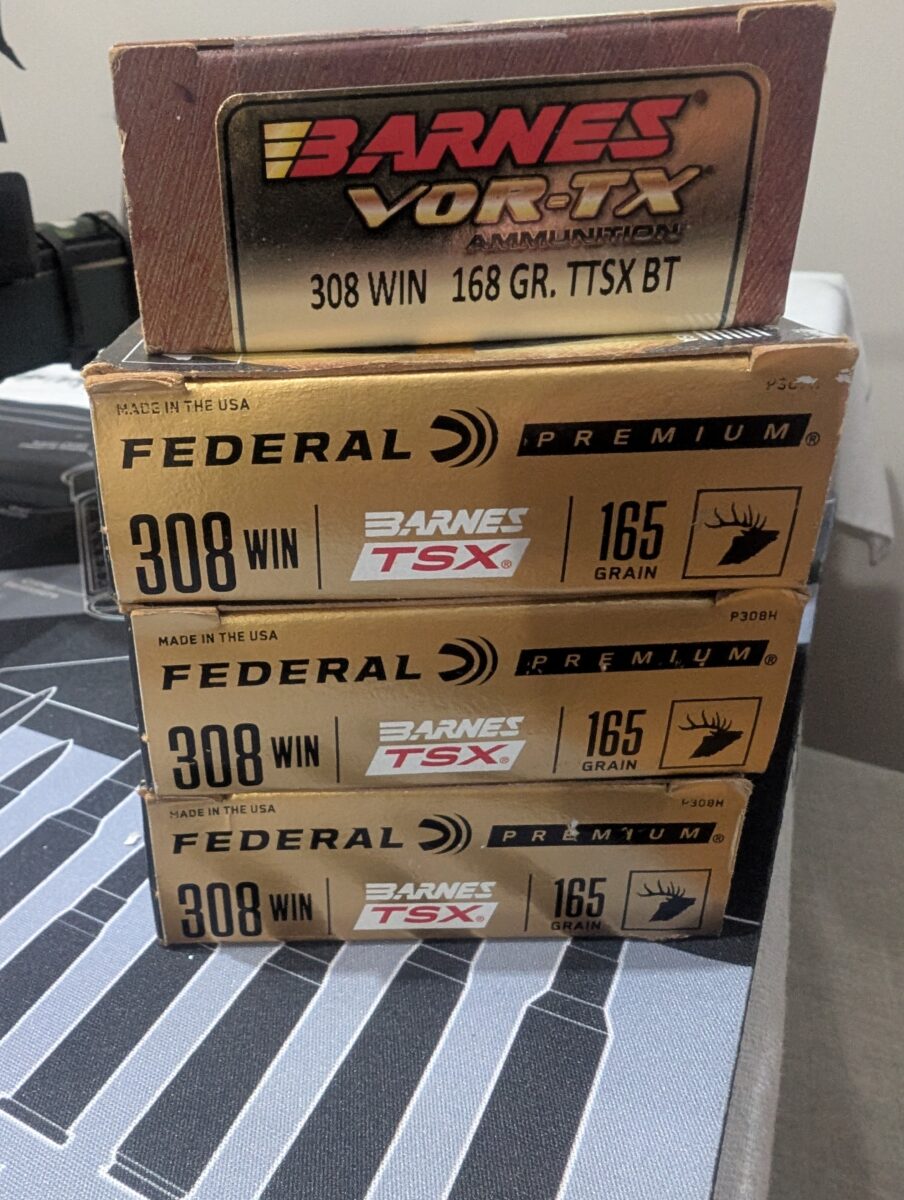 BARNES
VOR-TX
AMMUNITION
308 WIN 168 GR. TTSX BT
MADE IN THE USA
FEDERAL PREMIUM®
308 WIN BARNES TSX® 165 GRAIN
MADE IN THE USA P308H
FEDERAL PREMIUM®
308 WIN BARNES TSX® 165 GRAIN
MADE IN THE USA P308H
FEDERAL PREMIUM®
308 WIN BARNES TSX® 165 GRAIN